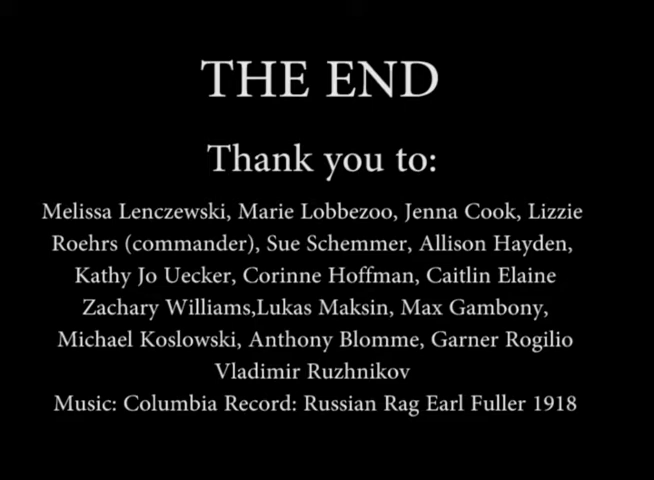 THE END
Thank you to:
Melissa Lenczewski, Marie Lobbezoo, Jenna Cook, Lizzie
Roehrs (commander), Sue Schemmer, Allison Hayden,
Kathy Jo Uecker, Corinne Hoffman, Caitlin Elaine
Zachary Williams,Lukas Maksin, Max Gambony,
Michael Koslowski, Anthony Blomme, Garner Rogilio
Vladimir Ruzhnikov
Music: Columbia Record: Russian Rag Earl Fuller 1918